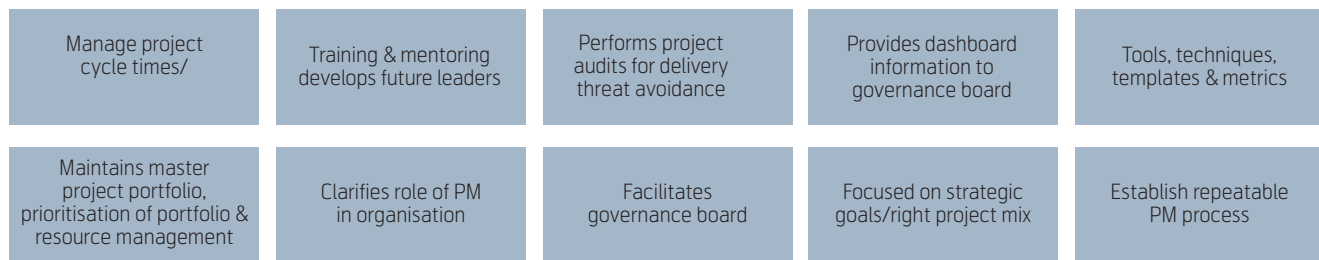 Manage project
cycle times/
Training & mentoring
develops future leaders
Performs project
audits for delivery
threat avoidance
Provides dashboard
information to
governance board
Tools, techniques,
templates & metrics
Maintains master
project portfolio,
prioritisation of portfolio &
resource management
Clarifies role of PM
in organisation
Facilitates
governance board
Focused on strategic
goals/right project mix
Establish repeatable
PM process